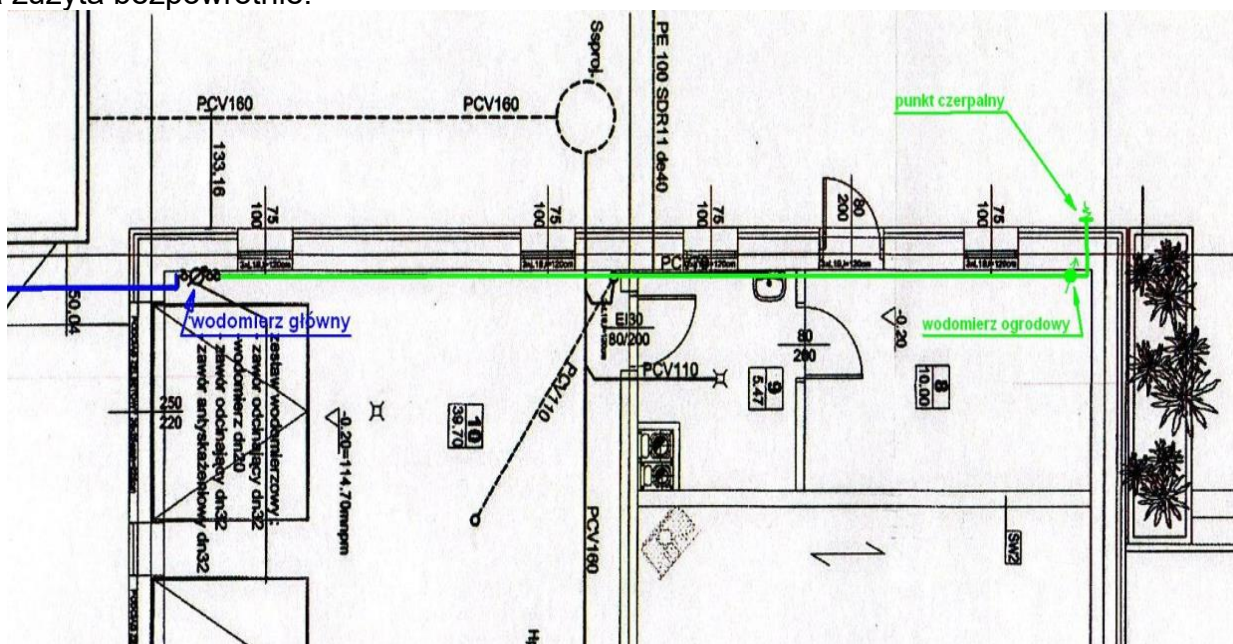 zużyta bezpowrotnie.
Ssproj.
PE 100 SDR11 de40
PCV160
PCV160
punkt czerpalny
133.16
75
100
75
100
75
100
80
200
75
100
50.04
wodomierz główny
wodomierz ogrodowy
EI30
80/200
80
200
-0.20
PCV110
PCV110
9
5.47
8
10.00
250
220
10
39.70
-0.20=114.70mnpm
zestaw wodomierzowy :
- zawór odcinający dn32
-wodomierz dn20
- zawór odcinający dn32
- zawór antyskażeniowy dn32
PCV160
SW2